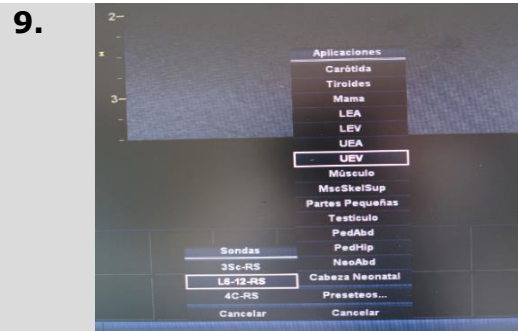 9.
2
3
Aplicaciones
Carótida
Tiroides
Mama
LEA
LEV
UEA
UEV
Músculo
MscSkelSup
Partes Pequeñas
Testículo
PedAbd
PedHip
NeoAbd
Cabeza Neonatal
Preseteos...
Cancelar
Sondas
3Sc-RS
L6-12-RS
4C-RS
Cancelar